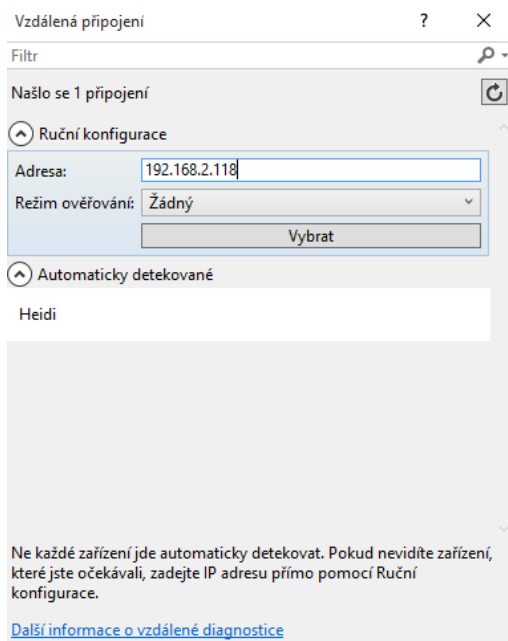 Vzdálená připojení
Filtr
Našlo se 1 připojení
Ruční konfigurace
Adresa: 192.168.2.118
Režim ověřování: Žádný
Vybrat
Automaticky detekované
Heidi
Ne každé zařízení jde automaticky detekovat. Pokud nevidíte zařízení,
které jste očekávali, zadejte IP adresu přímo pomocí Ruční
konfigurace.
Další informace o vzdálené diagnostice